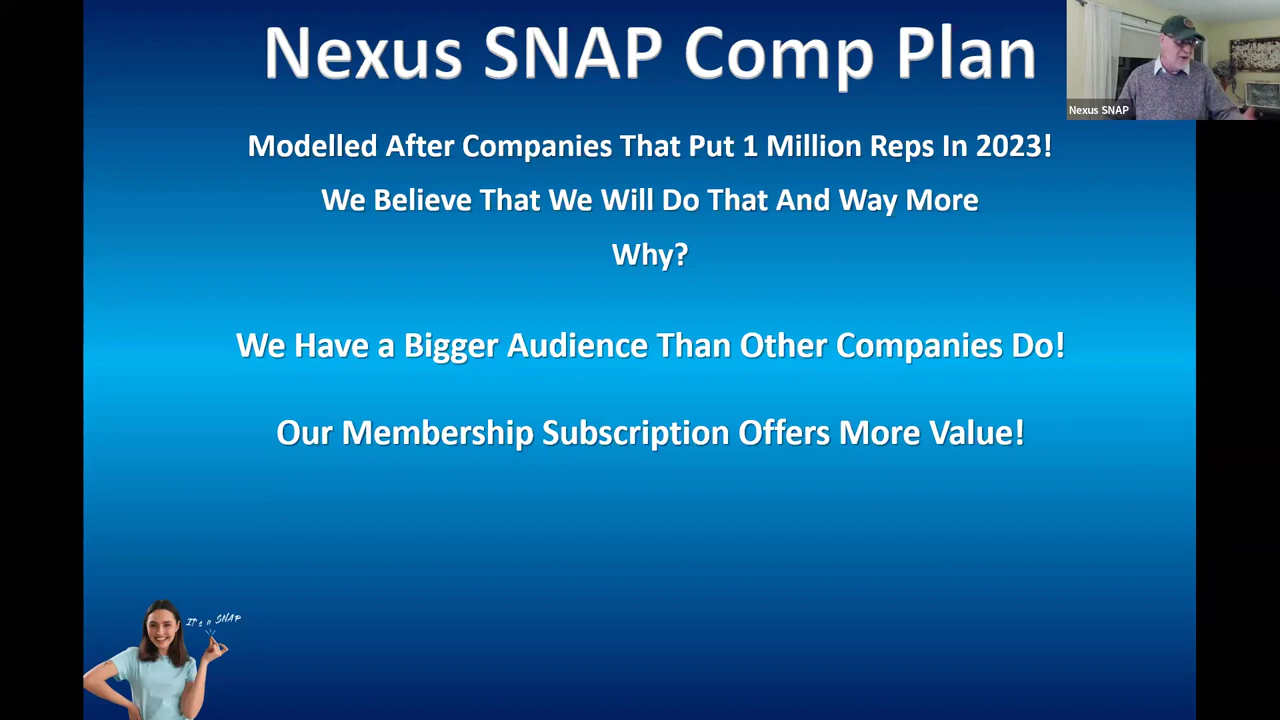 Nexus SNAP Comp Plan
Nexus SNAP
Modelled After Companies That Put 1 Million Reps In 2023!
We Believe That We Will Do That And Way More
Why?
We Have a Bigger Audience Than Other Companies Do!
Our Membership Subscription Offers More Value!
IT's a SNAP